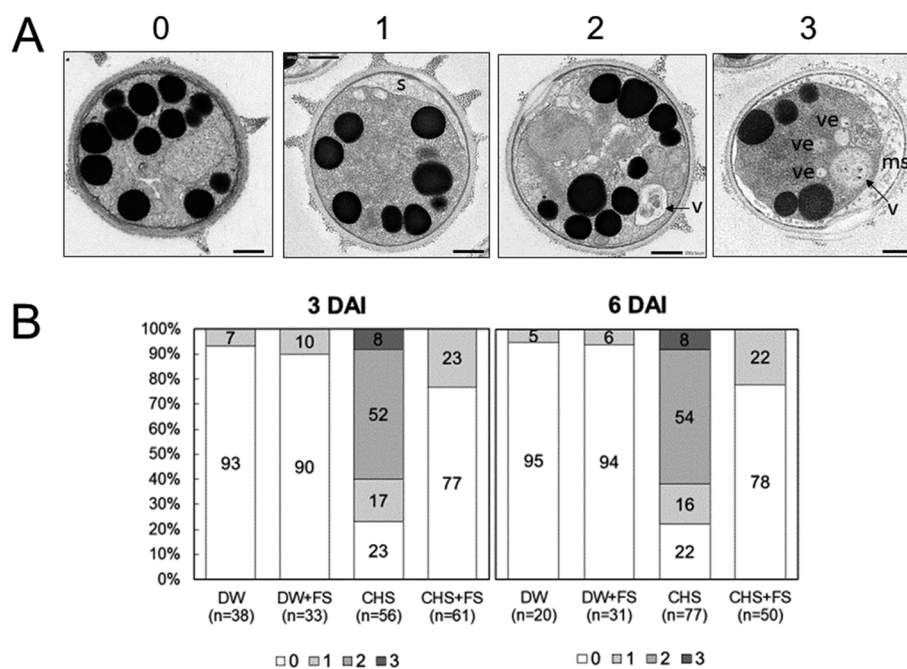 A
0 1 2 3
s
v
ve
ve
ve
ms
v
B
3 DAI 6 DAI
100%
90%
80%
70%
60%
50%
40%
30%
20%
10%
0%
7 10 8 23 5 6 8 22
52 54
93 90 77 95 94 78
17 16
23 22
DW DW+FS CHS CHS+FS DW DW+FS CHS CHS+FS
(n=38) (n=33) (n=56) (n=61) (n=20) (n=31) (n=77) (n=50)
0 1 2 3 0 1 2 3